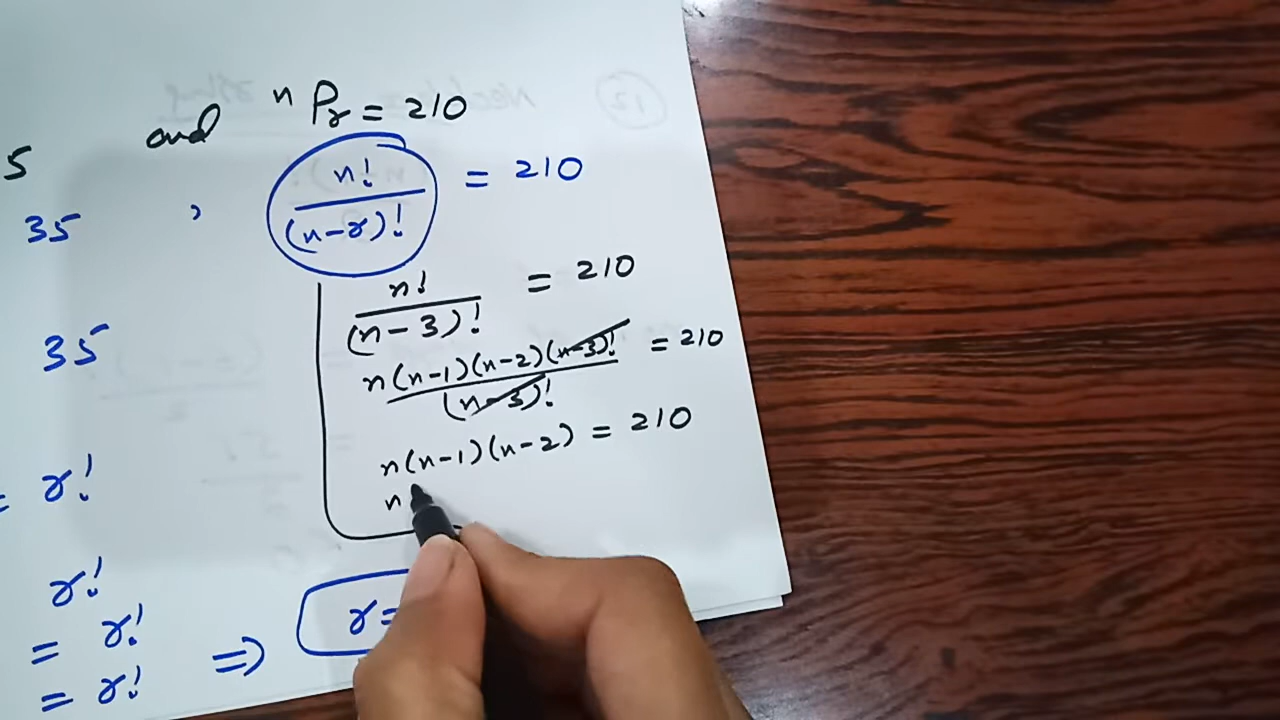 and ⁿPr = 210
5
n!/(n-r)! = 210
35 ,
n!/(n-3)! = 210
35
n(n-1)(n-2)(n-3)!/(n-3)! = 210
n(n-1)(n-2) = 210
= r!
n
r!
= r! ⇒ r=
= r!